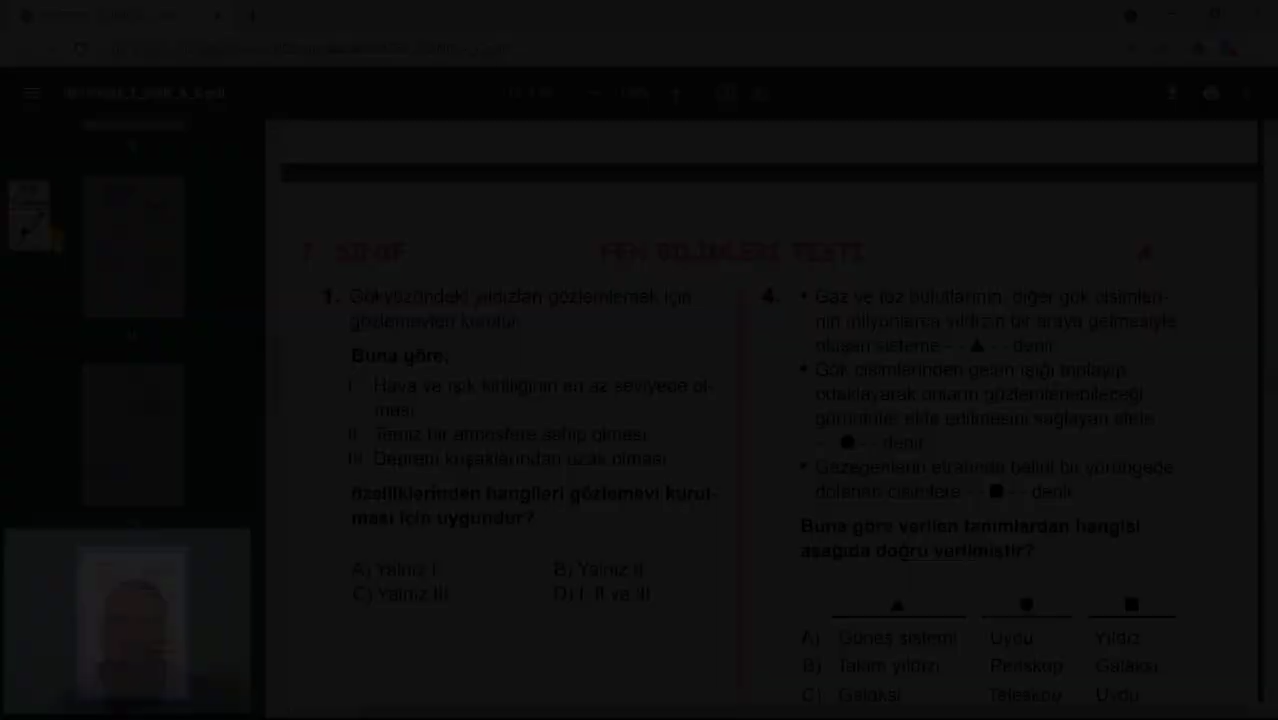 7. SINIF
FEN BİLİMLERİ TESTİ
A
1. Gökyüzündeki yıldızları gözlemlemek için
gözlemevleri kurulur.
Buna göre,
I. Hava ve ışık kirliliğinin en az seviyede ol-
ması
II. Temiz bir atmosfere sahip olması
III. Deprem kuşaklarından uzak olması
özelliklerinden hangileri gözlemevi kurul-
ması için uygundur?
A) Yalnız I
B) Yalnız II
C) Yalnız III
D) I, II ve III
4. • Gaz ve toz bulutlarının, diğer gök cisimleri-
nin milyonlarca yıldızın bir araya gelmesiyle
oluşan sisteme - - ▲ - - denir.
• Gök cisimlerinden gelen ışığı toplayıp
odaklayarak onların gözlemlenebileceği
görüntüler elde edilmesini sağlayan alete
- - ● - - denir.
• Gezegenlerin etrafında belirli bir yörüngede
dolanan cisimlere - - ■ - - denir.
Buna göre verilen tanımlardan hangisi
aşağıda doğru verilmiştir?
▲ ● ■
A) Güneş sistemi Uydu Yıldız
B) Takım yıldızı Periskop Galaksi
C) Galaksi Teleskop Uydu